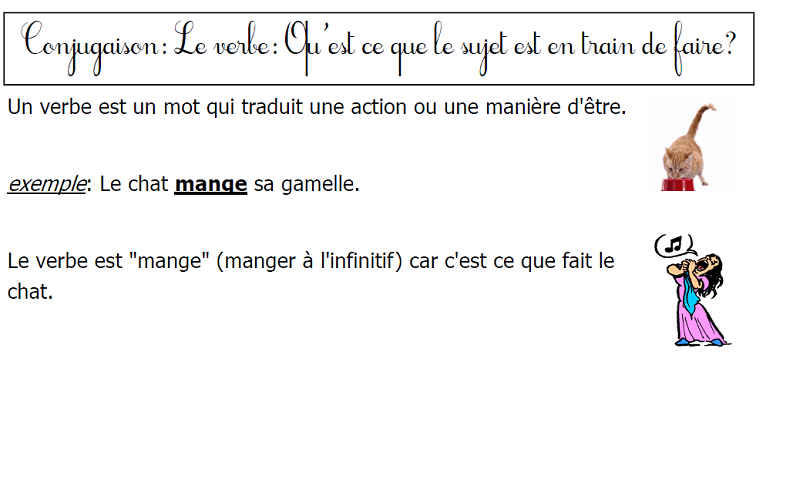 Conjugaison: Le verbe: Qu'est ce que le sujet est en train de faire?
Un verbe est un mot qui traduit une action ou une manière d'être.
exemple: Le chat mange sa gamelle.
Le verbe est "mange" (manger à l'infinitif) car c'est ce que fait le
chat.